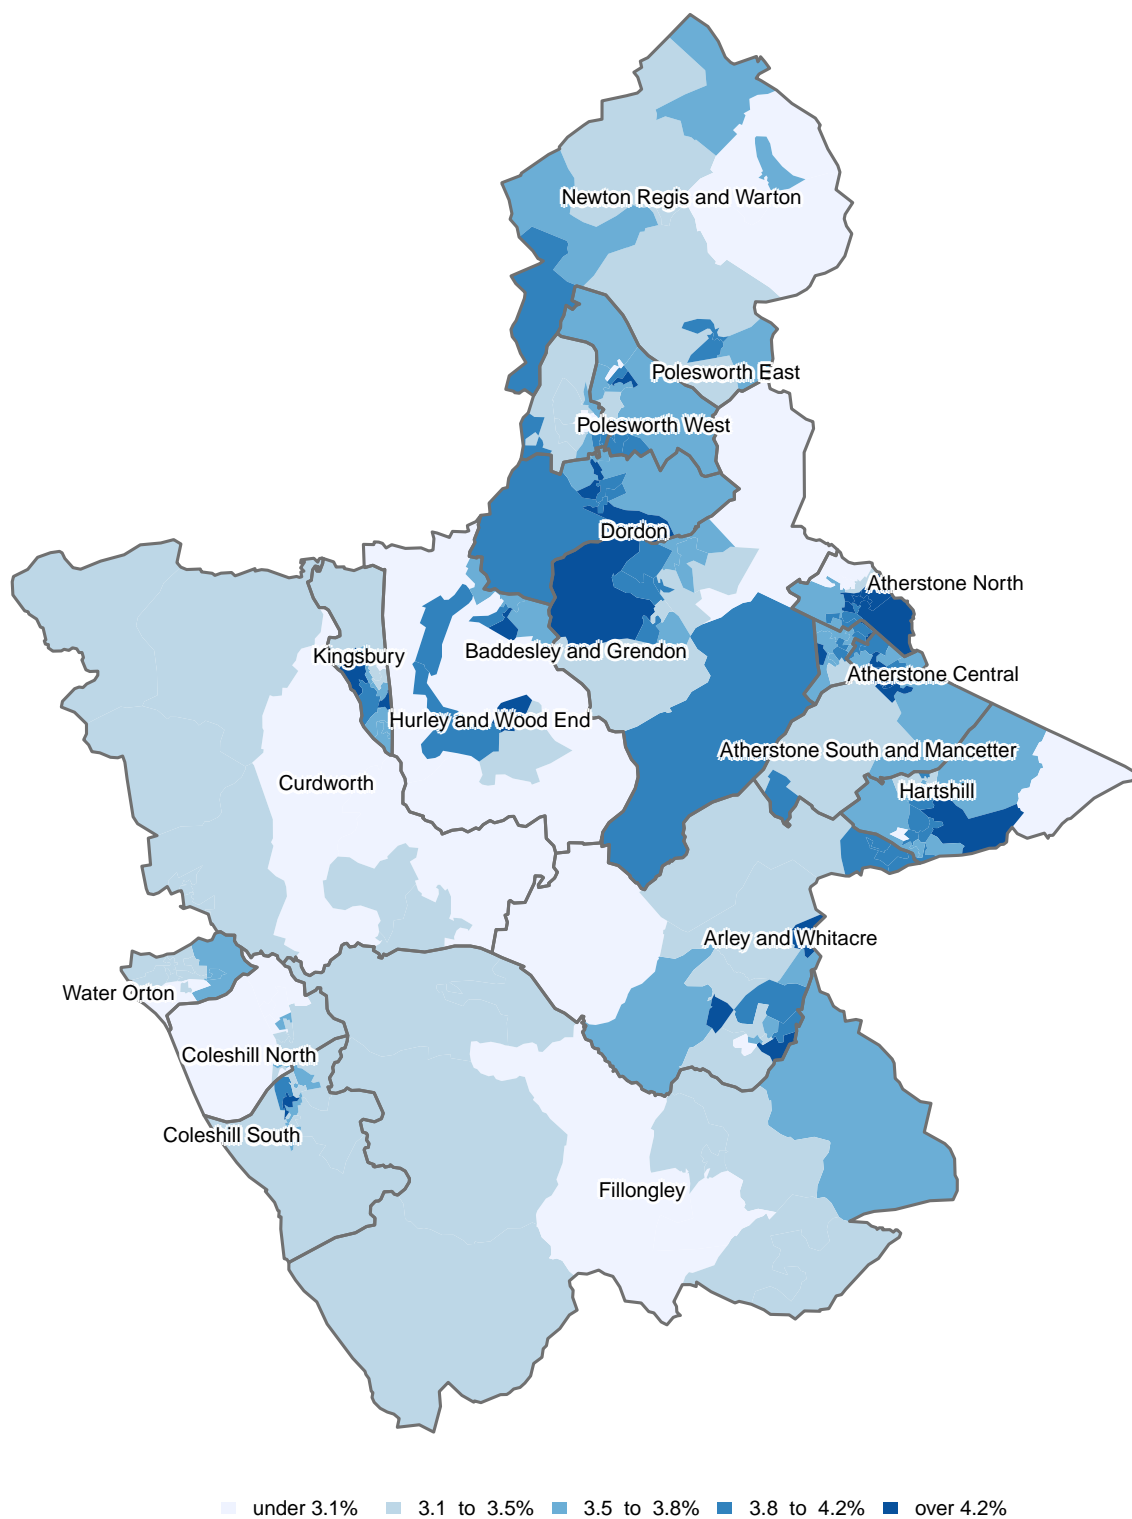 Newton Regis and Warton
Polesworth East
Polesworth West
Dordon
Atherstone North
Kingsbury
Baddesley and Grendon
Atherstone Central
Hurley and Wood End
Atherstone South and Mancetter
Curdworth
Hartshill
Arley and Whitacre
Water Orton
Coleshill North
Coleshill South
Fillongley
under 3.1% 3.1 to 3.5% 3.5 to 3.8% 3.8 to 4.2% over 4.2%